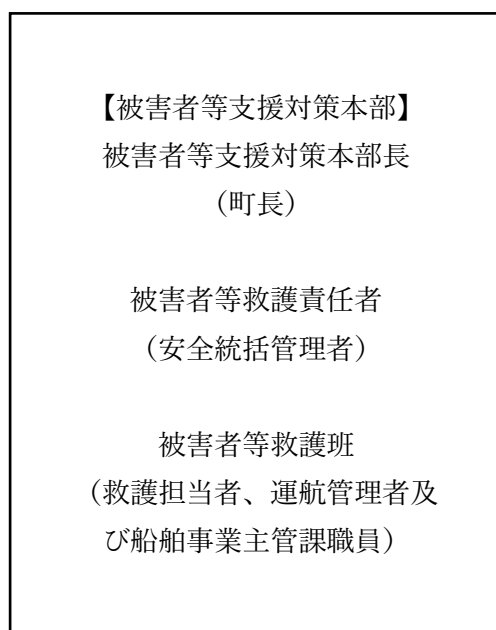 【被害者等支援対策本部】
被害者等支援対策本部長
（町長）
被害者等救護責任者
（安全統括管理者）
被害者等救護班
（救護担当者、運航管理者及
び船舶事業主管課職員）